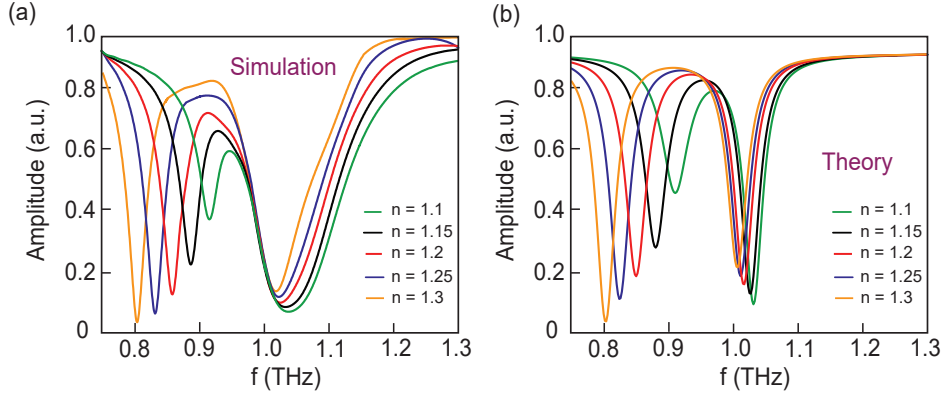 (a)
Simulation
Amplitude (a.u.)
1.0
0.8
0.6
0.4
0.2
0
n = 1.1
n = 1.15
n = 1.2
n = 1.25
n = 1.3
0.8 0.9 1.0 1.1 1.2 1.3
f (THz)
(b)
Theory
Amplitude (a.u.)
1.0
0.8
0.6
0.4
0.2
0
n = 1.1
n = 1.15
n = 1.2
n = 1.25
n = 1.3
0.8 0.9 1.0 1.1 1.2 1.3
f (THz)